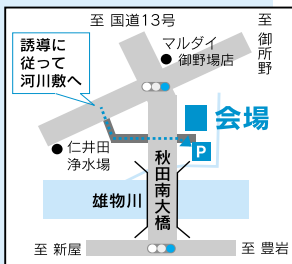 至 国道13号
至 御所野
誘導に
従って
河川敷へ
マルダイ
御野場店
会場
P
仁井田
浄水場
秋田南大橋
雄物川
至 新屋
至 豊岩